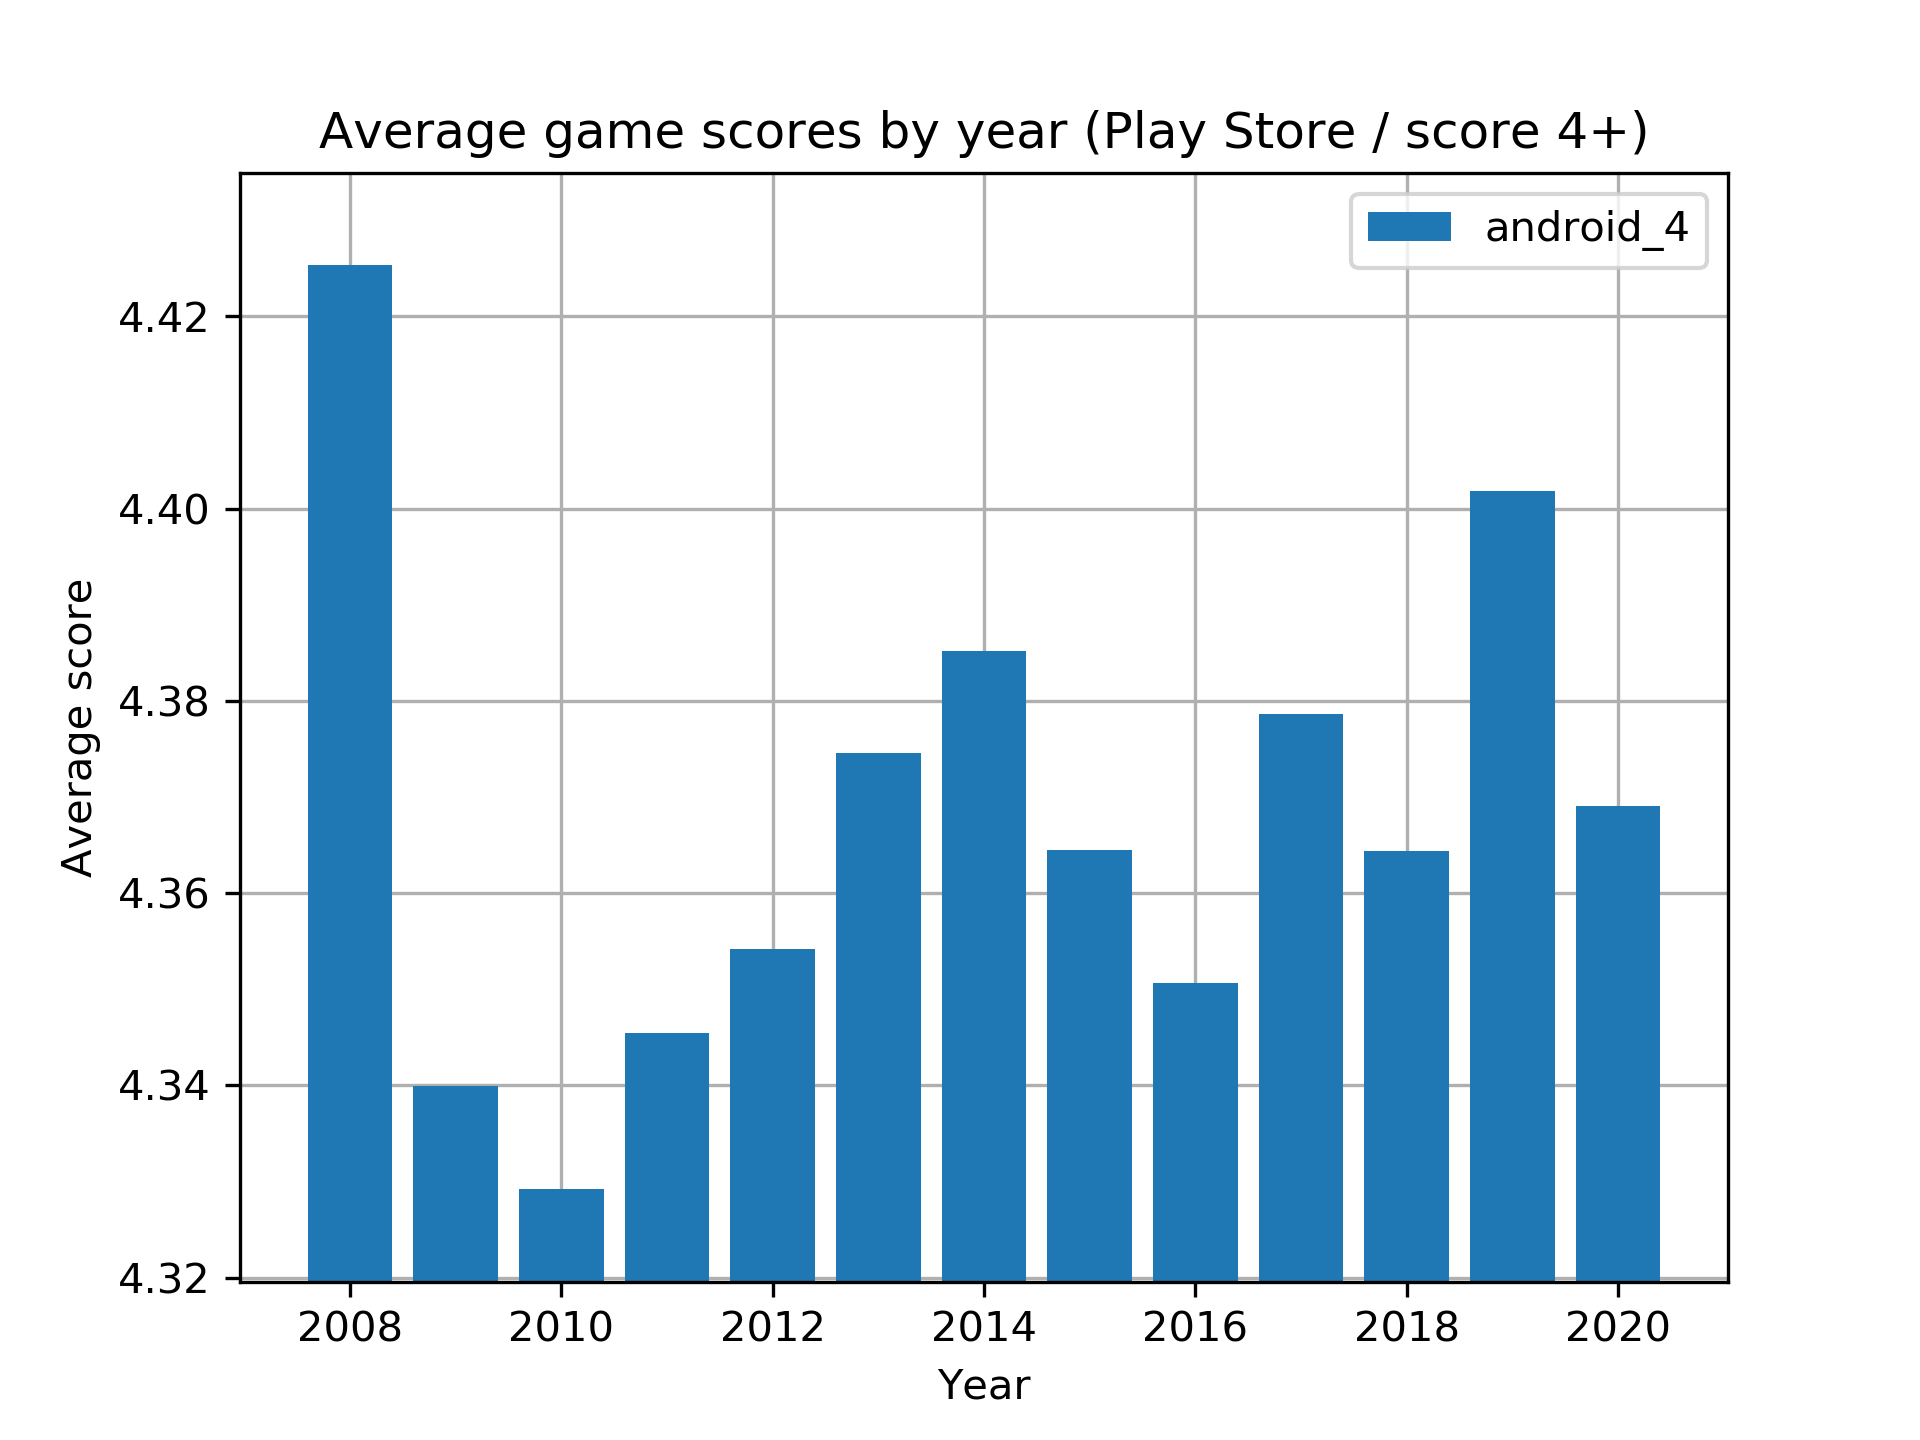 Average game scores by year (Play Store / score 4+)
android_4
4.42
4.40
4.38
4.36
4.34
4.32
Average score
2008 2010 2012 2014 2016 2018 2020
Year